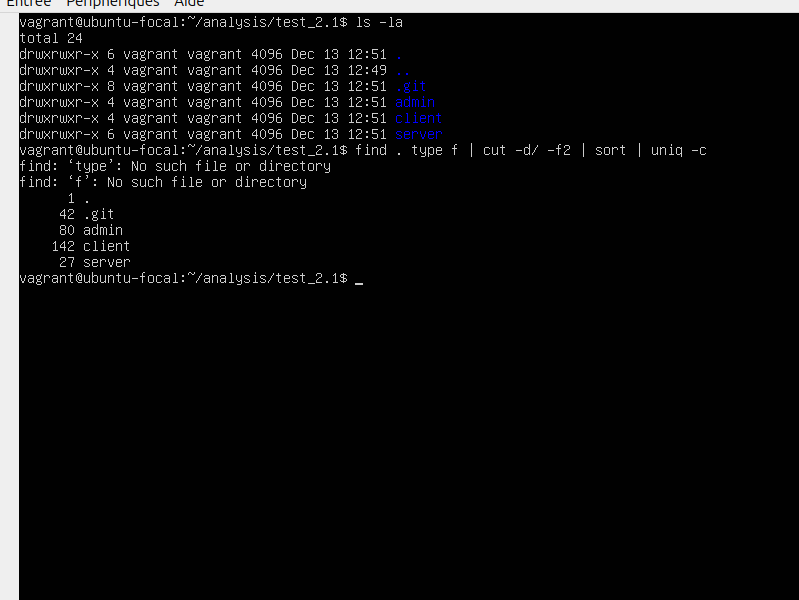 Entrée Périphériques Aide
vagrant@ubuntu-focal:~/analysis/test_2.1$ ls -la
total 24
drwxrwxr-x 6 vagrant vagrant 4096 Dec 13 12:51 .
drwxrwxr-x 4 vagrant vagrant 4096 Dec 13 12:49 ..
drwxrwxr-x 8 vagrant vagrant 4096 Dec 13 12:51 .git
drwxrwxr-x 4 vagrant vagrant 4096 Dec 13 12:51 admin
drwxrwxr-x 4 vagrant vagrant 4096 Dec 13 12:51 client
drwxrwxr-x 6 vagrant vagrant 4096 Dec 13 12:51 server
vagrant@ubuntu-focal:~/analysis/test_2.1$ find . type f | cut -d/ -f2 | sort | uniq -c
find: ‘type’: No such file or directory
find: ‘f’: No such file or directory
      1 .
     42 .git
     80 admin
    142 client
     27 server
vagrant@ubuntu-focal:~/analysis/test_2.1$ _